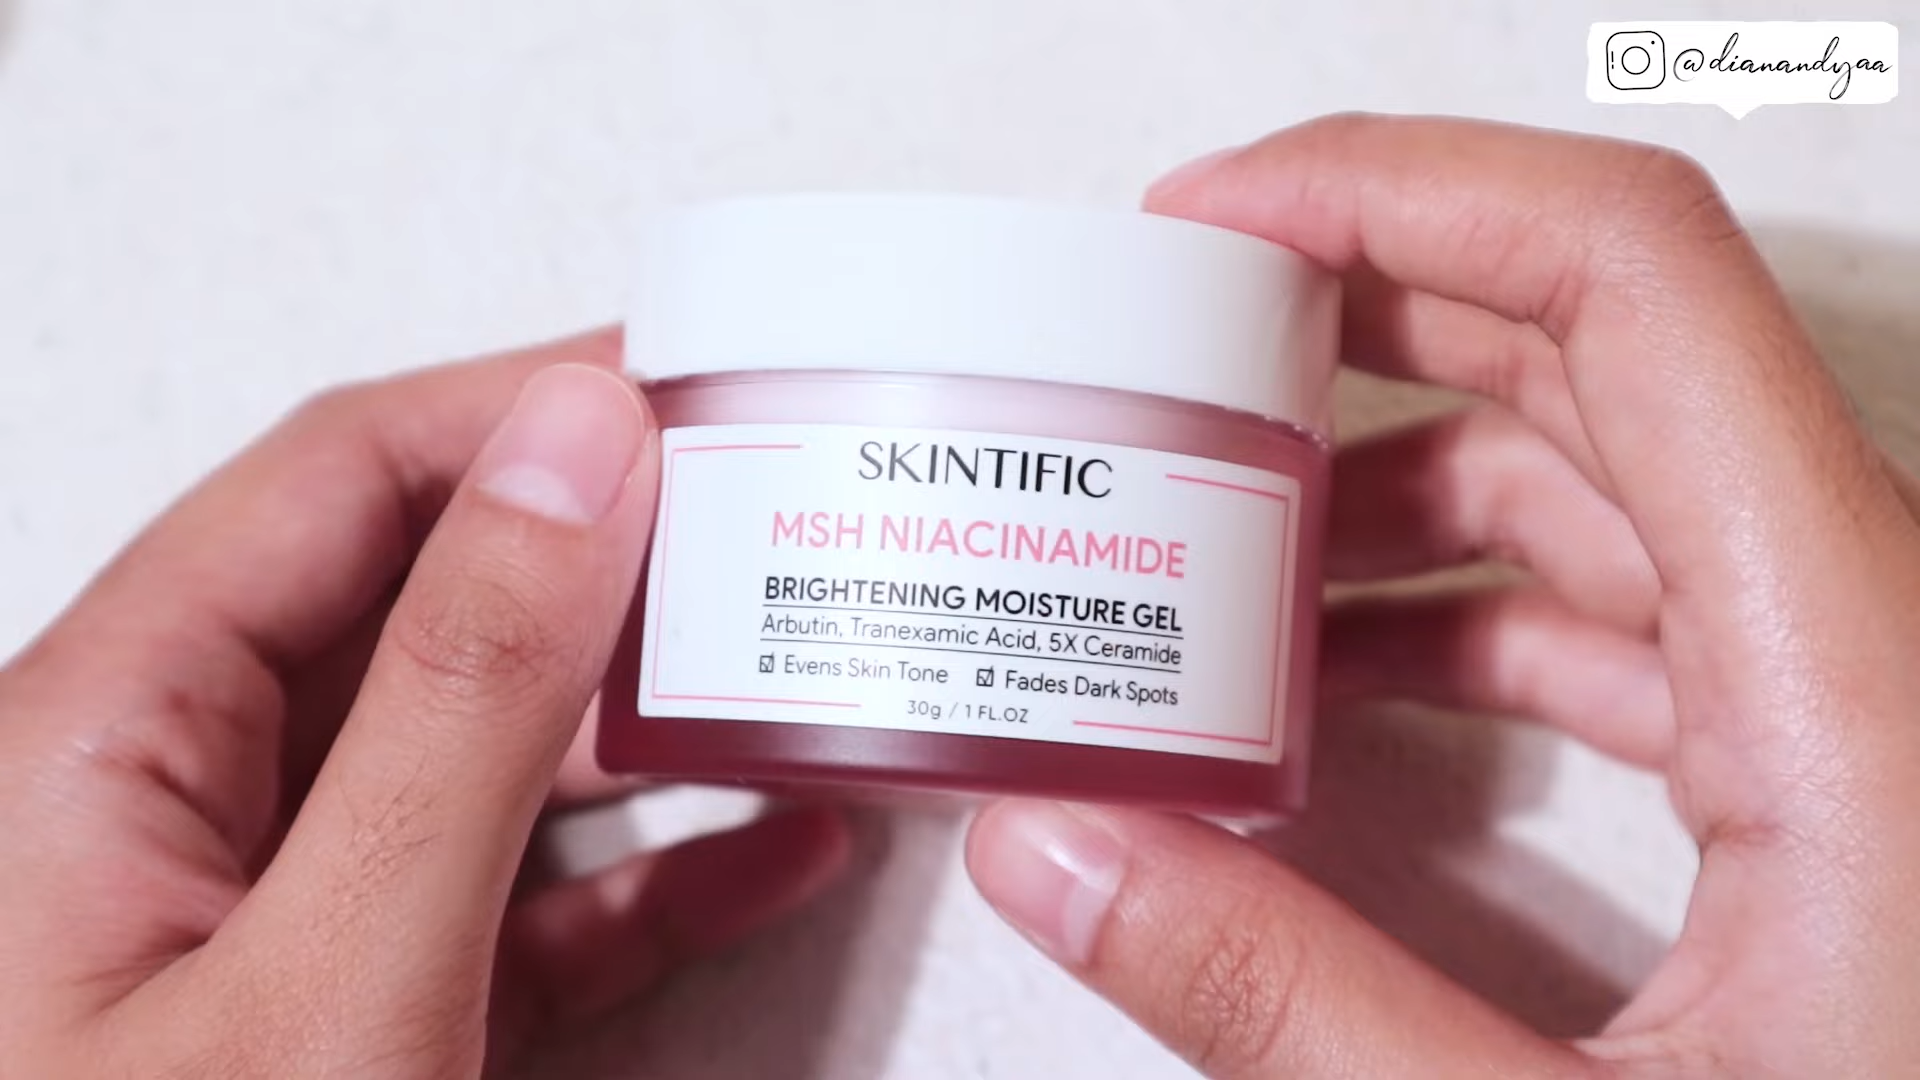 @dianandyaa
SKINTIFIC
MSH NIACINAMIDE
BRIGHTENING MOISTURE GEL
Arbutin, Tranexamic Acid, 5X Ceramide
☑ Evens Skin Tone ☑ Fades Dark Spots
30g / 1 FL.OZ